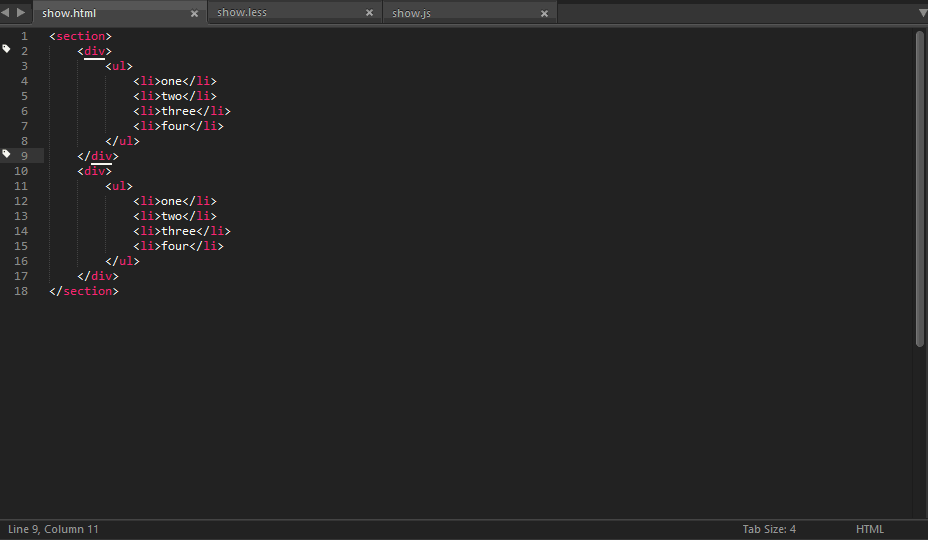 show.html × show.less × show.js ×
1 <section>
2 <div>
3 <ul>
4 <li>one</li>
5 <li>two</li>
6 <li>three</li>
7 <li>four</li>
8 </ul>
9 </div>
10 <div>
11 <ul>
12 <li>one</li>
13 <li>two</li>
14 <li>three</li>
15 <li>four</li>
16 </ul>
17 </div>
18 </section>
Line 9, Column 11 Tab Size: 4 HTML